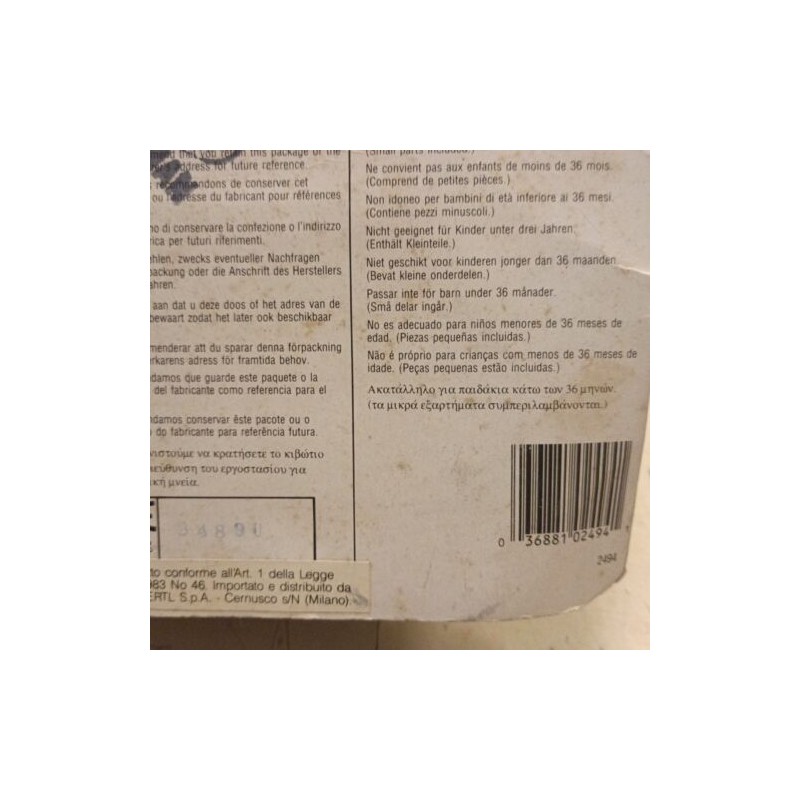 that you retain this package or the
address for future reference.
recommandons de conserver cet
ou l'adresse du fabricant pour références
di conservare la confezione o l'indirizzo
per futuri riferimenti.
zwecks eventueller Nachfragen
oder die Anschrift des Herstellers
aan dat u deze doos of het adres van de
bewaart zodat het later ook beschikbaar
att du sparar denna förpackning
adress för framtida behov.
que guarde este paquete o la
del fabricante como referencia para el
conservar êste pacote ou o
do fabricante para referência futura.
να κρατήσετε το κιβώτιο
του εργοστασίου για
μνεία.
34890
conforme all'Art. 1 della Legge
No 46. Importato e distribuito da
ERTL S.p.A. - Cernusco s/N (Milano)
(Small parts included.)
Ne convient pas aux enfants de moins de 36 mois.
(Comprend de petites pièces.)
Non idoneo per bambini di età inferiore ai 36 mesi.
(Contiene pezzi minuscoli.)
Nicht geeignet für Kinder unter drei Jahren.
(Enthält Kleinteile.)
Niet geschikt voor kinderen jonger dan 36 maanden.
(Bevat kleine onderdelen.)
Passar inte för barn under 36 månader.
(Små delar ingår.)
No es adecuado para niños menores de 36 meses de
edad. (Piezas pequeñas incluidas.)
Não é próprio para crianças com menos de 36 meses de
idade. (Peças pequenas estão incluidas.)
Ακατάλληλο για παιδάκια κάτω των 36 μηνών.
(τα μικρά εξαρτήματα συμπεριλαμβάνονται.)
0 36881 02494
2494